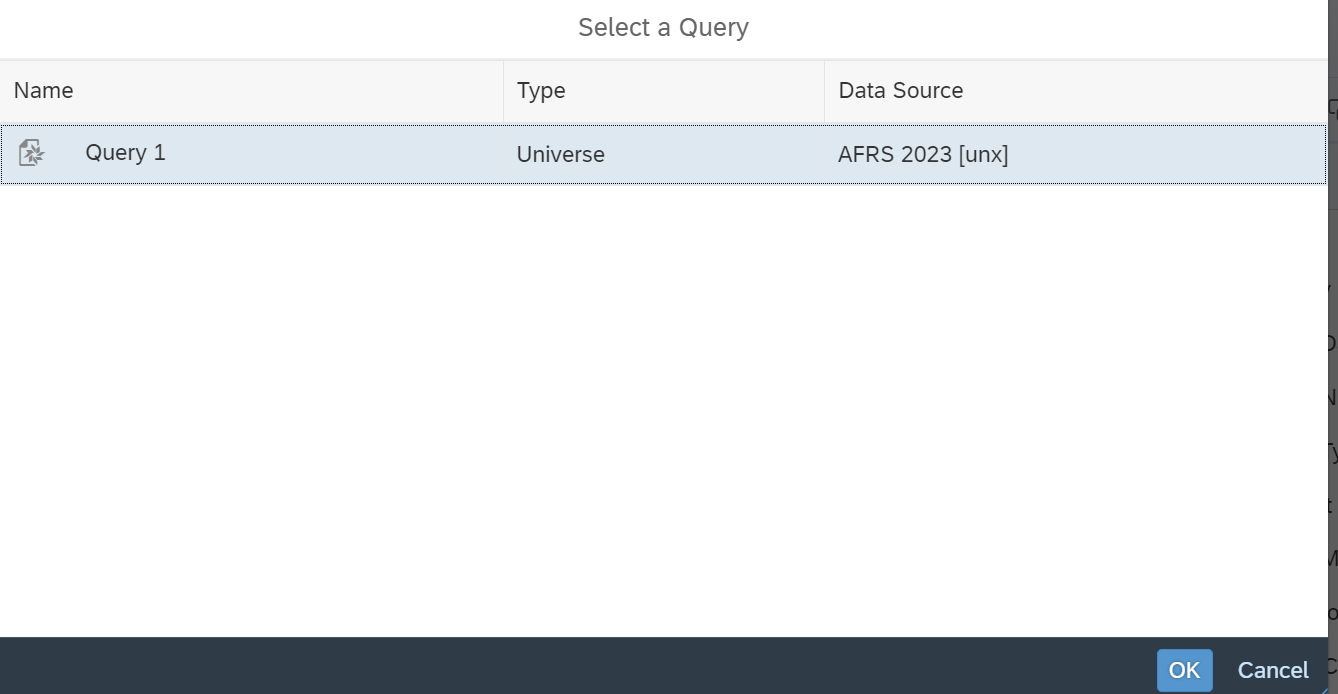 Select a Query
Name Type Data Source
Query 1 Universe AFRS 2023 [unx]
OK Cancel